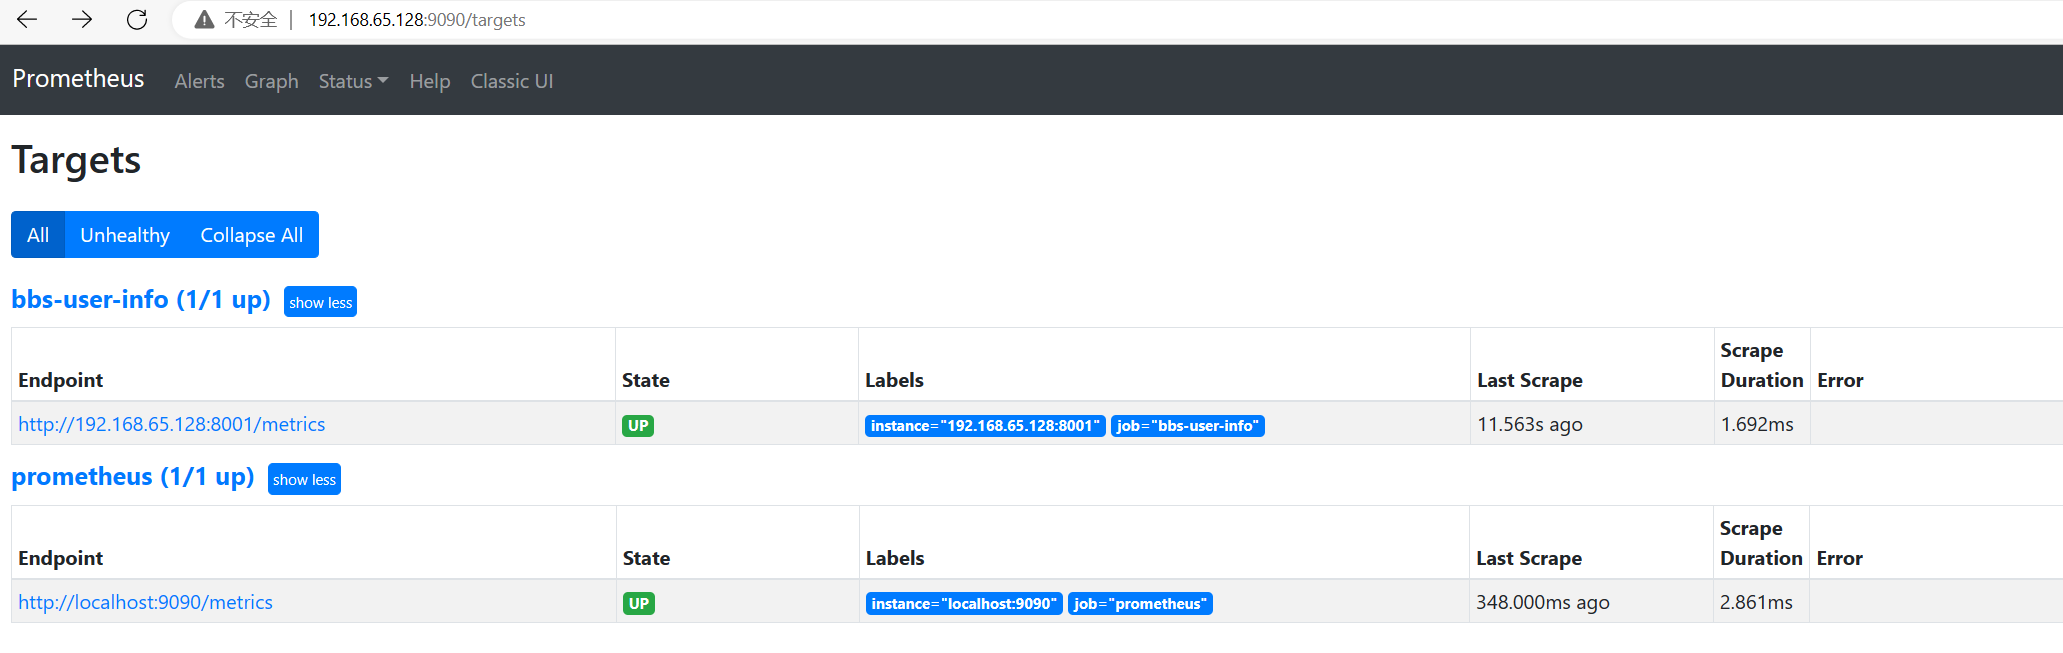 不安全 | 192.168.65.128:9090/targets
Prometheus Alerts Graph Status Help Classic UI
Targets
All Unhealthy Collapse All
bbs-user-info (1/1 up) show less
Endpoint State Labels Last Scrape Scrape Duration Error
http://192.168.65.128:8001/metrics UP instance="192.168.65.128:8001" job="bbs-user-info" 11.563s ago 1.692ms
prometheus (1/1 up) show less
Endpoint State Labels Last Scrape Scrape Duration Error
http://localhost:9090/metrics UP instance="localhost:9090" job="prometheus" 348.000ms ago 2.861ms